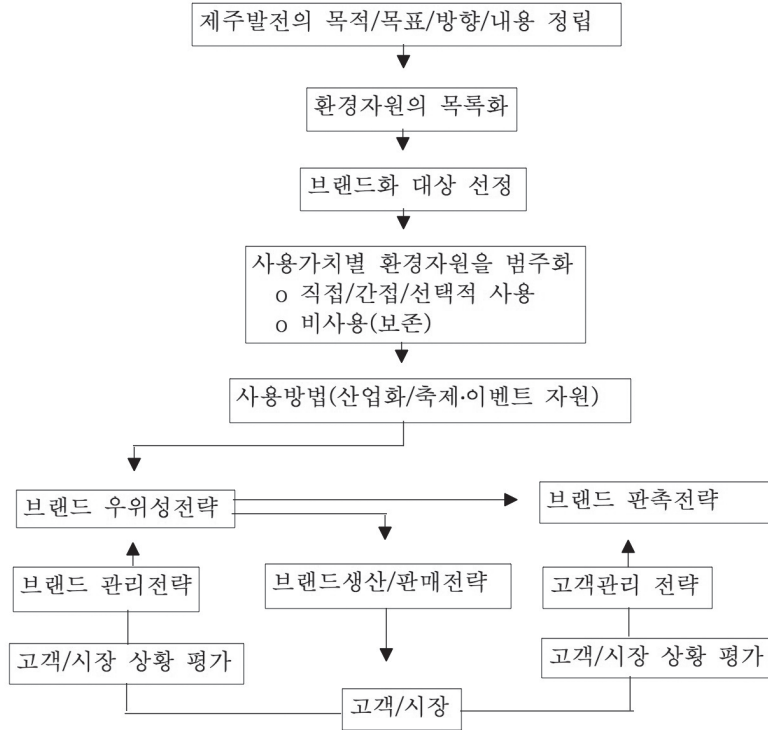 제주발전의 목적/목표/방향/내용 정립
환경자원의 목록화
브랜드화 대상 선정
사용가치별 환경자원을 범주화
o 직접/간접/선택적 사용
o 비사용(보존)
사용방법(산업화/축제·이벤트 자원)
브랜드 우위성전략
브랜드 판촉전략
브랜드 관리전략
브랜드생산/판매전략
고객관리 전략
고객/시장 상황 평가
고객/시장 상황 평가
고객/시장